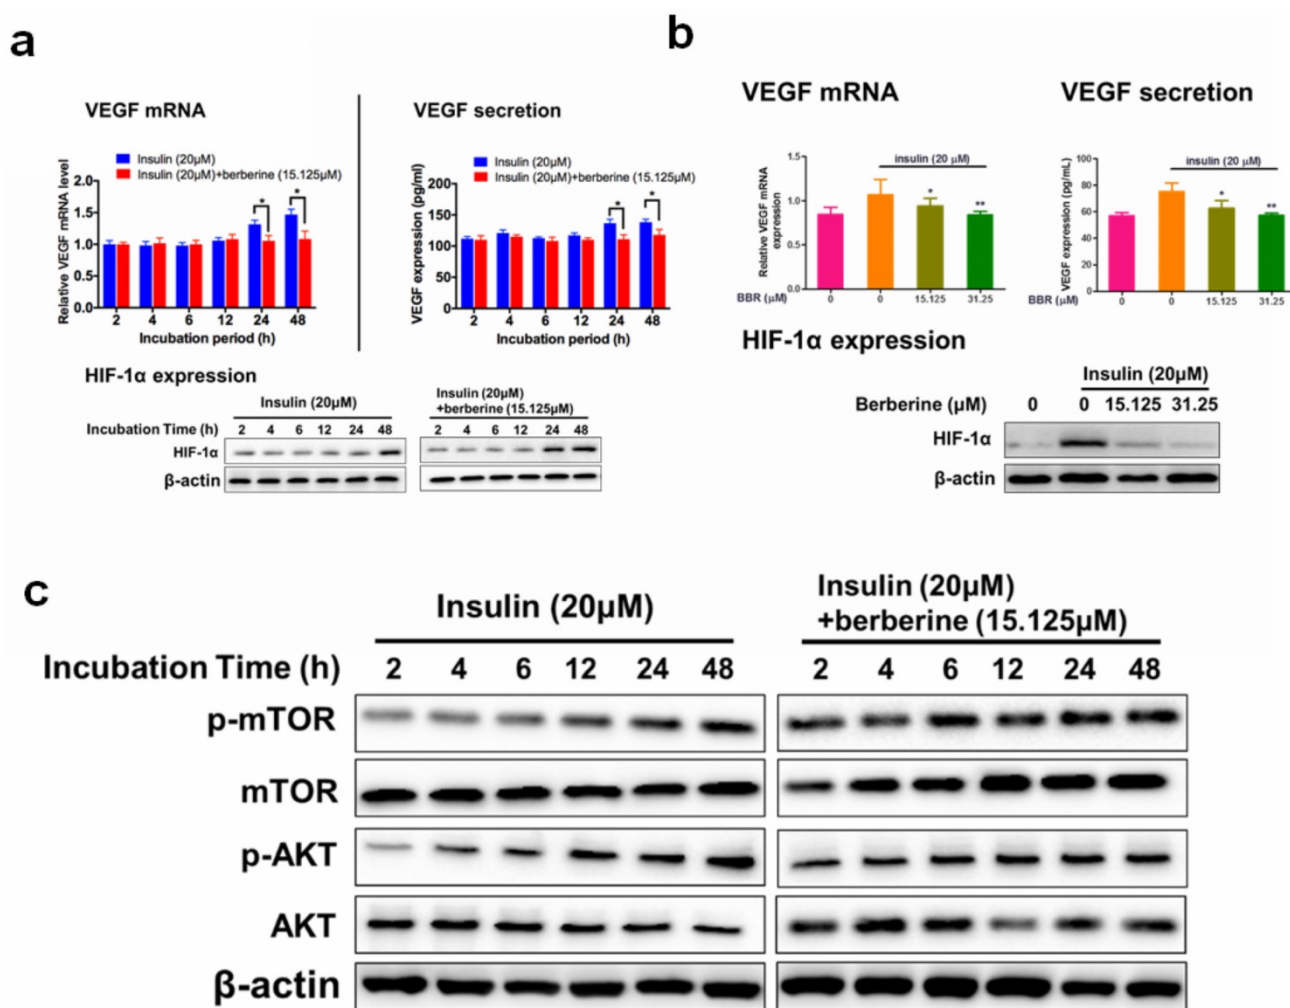 a
VEGF mRNA
Insulin (20μM)
Insulin (20μM)+berberine (15.125μM)
Relative VEGF mRNA level
2.0
1.5
1.0
0.5
0.0
* *
2 4 6 12 24 48
Incubation period (h)
VEGF secretion
Insulin (20μM)
Insulin (20μM)+berberine (15.125μM)
VEGF expression (pg/ml)
200
150
100
50
0
* *
2 4 6 12 24 48
Incubation period (h)
HIF-1α expression
Insulin (20μM)
Insulin (20μM)
+berberine (15.125μM)
Incubation Time (h) 2 4 6 12 24 48 2 4 6 12 24 48
HIF-1α
β-actin
b
VEGF mRNA
Relative VEGF mRNA
expression
1.5
1.0
0.5
0.0
insulin (20 μM)
* **
BBR (μM) 0 0 15.125 31.25
VEGF secretion
VEGF expression (pg/mL)
100
80
60
40
20
0
insulin (20 μM)
* **
BBR (μM) 0 0 15.125 31.25
HIF-1α expression
Insulin (20μM)
Berberine (μM) 0 0 15.125 31.25
HIF-1α
β-actin
c
Insulin (20μM)
Insulin (20μM)
+berberine (15.125μM)
Incubation Time (h) 2 4 6 12 24 48 2 4 6 12 24 48
p-mTOR
mTOR
p-AKT
AKT
β-actin